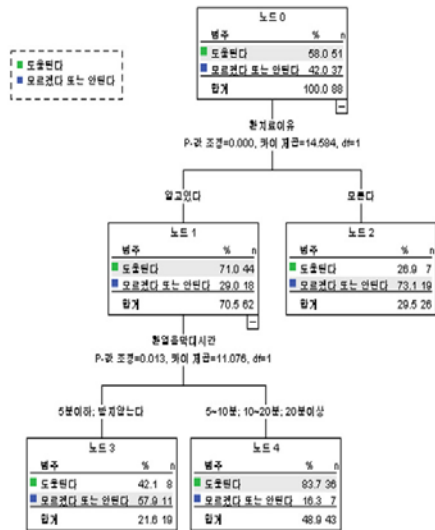 노드 0
범주 % n
도움된다 58.0 51
모르겠다 또는 안된다 42.0 37
합계 100.0 88
도움된다
모르겠다 또는 안된다
환기료이유
P-값 조정=0.000, 카이 제곱=14.584, df=1
알고있다
모른다
노드 1
범주 % n
도움된다 71.0 44
모르겠다 또는 안된다 29.0 18
합계 70.5 62
노드 2
범주 % n
도움된다 26.9 7
모르겠다 또는 안된다 73.1 19
합계 29.5 26
P-값 조정=0.013, 카이 제곱=11.076, df=1
5분이하; 받지않는다
5~10분; 10~20분; 20분이상
노드 3
범주 % n
도움된다 42.1 8
모르겠다 또는 안된다 57.9 11
합계 21.6 19
노드 4
범주 % n
도움된다 83.7 36
모르겠다 또는 안된다 16.3 7
합계 48.9 43